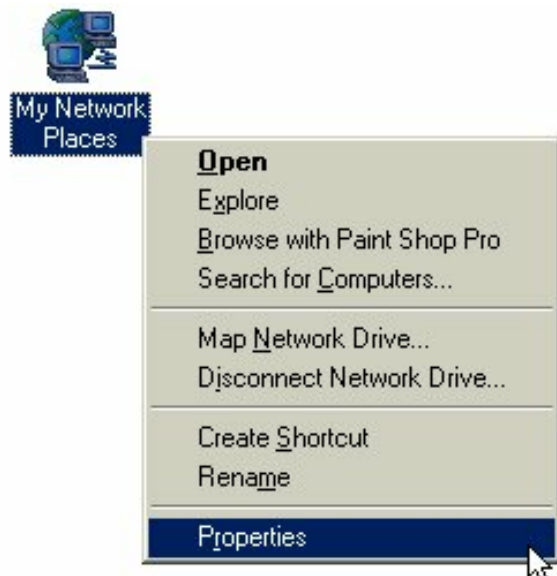 My Network
Places
Open
Explore
Browse with Paint Shop Pro
Search for Computers...
Map Network Drive...
Disconnect Network Drive...
Create Shortcut
Rename
Properties